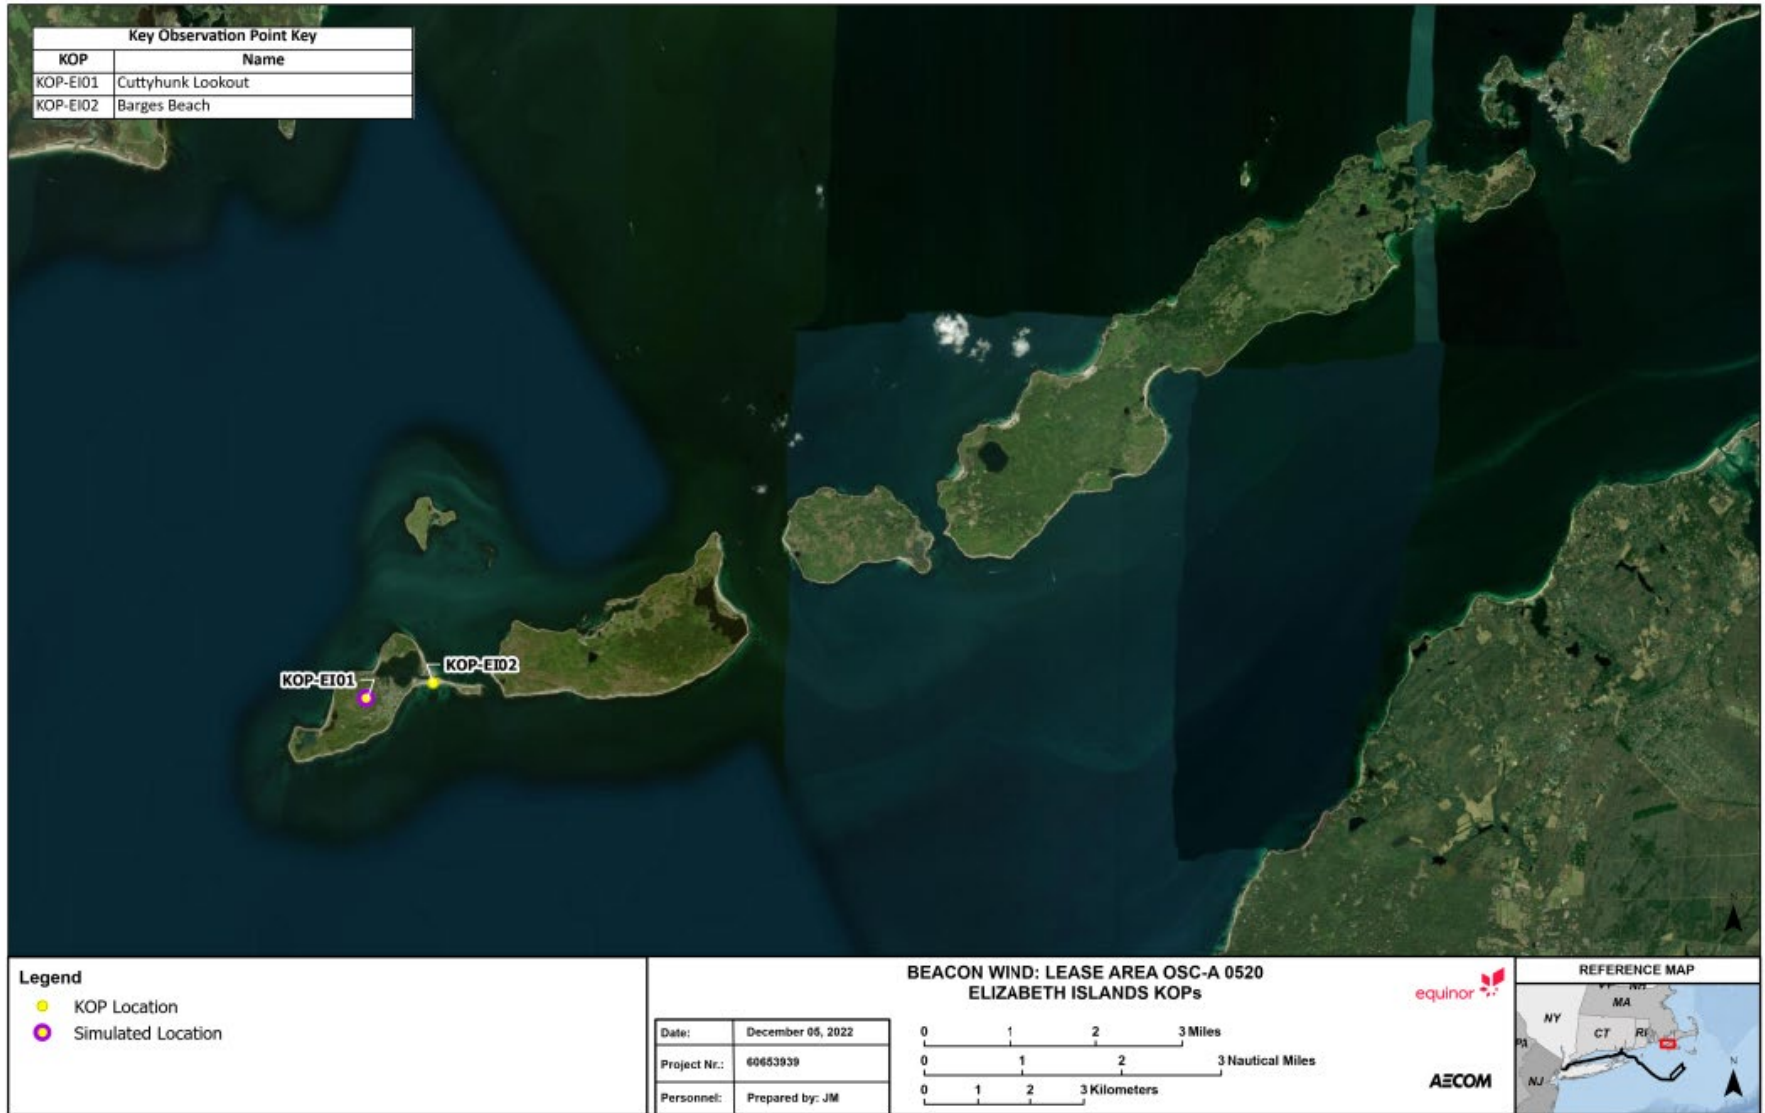 Key Observation Point Key
KOP Name
KOP-EI01 Cuttyhunk Lookout
KOP-EI02 Barges Beach
KOP-EI01
KOP-EI02
N
Legend
KOP Location
Simulated Location
BEACON WIND: LEASE AREA OSC-A 0520
ELIZABETH ISLANDS KOPs
equinor
Date: December 05, 2022
Project Nr.: 60653939
Personnel: Prepared by: JM
0 1 2 3 Miles
0 1 2 3 Nautical Miles
0 1 2 3 Kilometers
AECOM
REFERENCE MAP
NH
MA
NY
CT
RI
PA
NJ
N